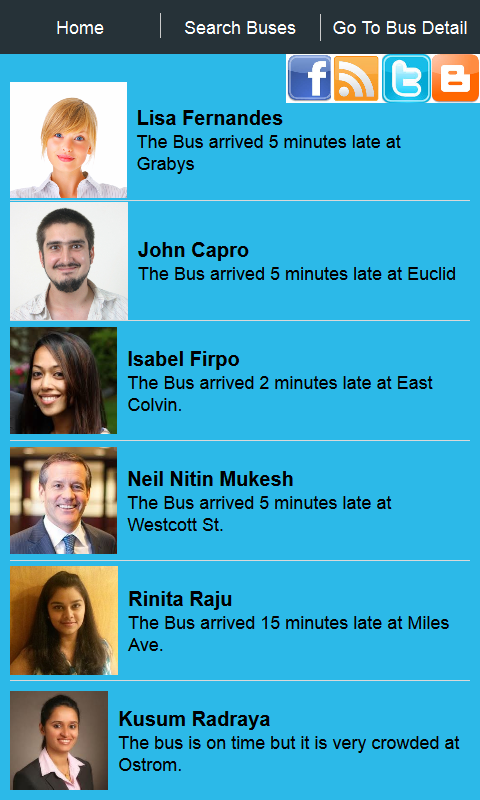 Home Search Buses Go To Bus Detail
Lisa Fernandes
The Bus arrived 5 minutes late at
Grabys
John Capro
The Bus arrived 5 minutes late at Euclid
Isabel Firpo
The Bus arrived 2 minutes late at East
Colvin.
Neil Nitin Mukesh
The Bus arrived 5 minutes late at
Westcott St.
Rinita Raju
The Bus arrived 15 minutes late at Miles
Ave.
Kusum Radraya
The bus is on time but it is very crowded at
Ostrom.